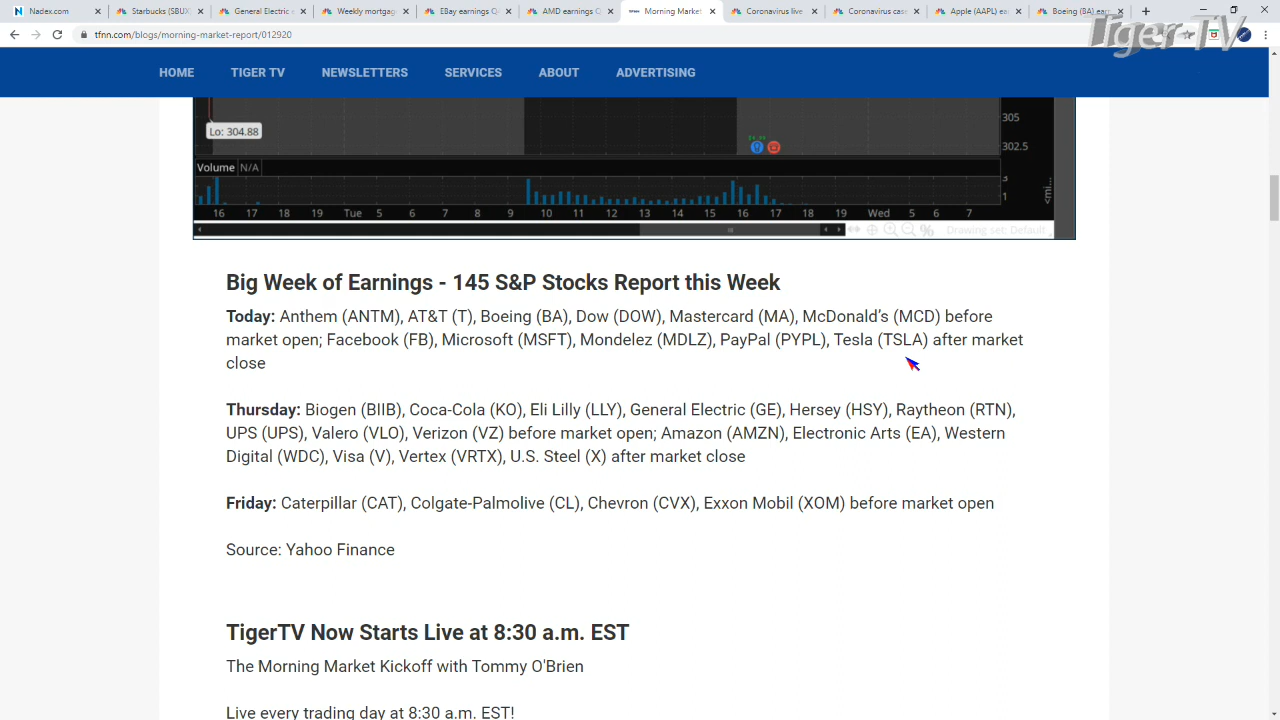 Nadex.com
Starbucks (SBUX
General Electric
Weekly mortgag
EBay earnings Q
AMD earnings Q
Morning Market
Coronavirus live
Coronavirus case
Apple (AAPL) ea
Boeing (BA) earn
Tiger-TV
tfnn.com/blogs/morning-market-report/012920
HOME TIGER TV NEWSLETTERS SERVICES ABOUT ADVERTISING
Lo: 304.88
305
302.5
Volume N/A
1
16 17 18 19 Tue 5 6 7 8 9 10 11 12 13 14 15 16 17 18 19 Wed 5 6 7
Drawing set: Default
Big Week of Earnings - 145 S&P Stocks Report this Week
Today: Anthem (ANTM), AT&T (T), Boeing (BA), Dow (DOW), Mastercard (MA), McDonald's (MCD) before
market open; Facebook (FB), Microsoft (MSFT), Mondelez (MDLZ), PayPal (PYPL), Tesla (TSLA) after market
close
Thursday: Biogen (BIIB), Coca-Cola (KO), Eli Lilly (LLY), General Electric (GE), Hersey (HSY), Raytheon (RTN),
UPS (UPS), Valero (VLO), Verizon (VZ) before market open; Amazon (AMZN), Electronic Arts (EA), Western
Digital (WDC), Visa (V), Vertex (VRTX), U.S. Steel (X) after market close
Friday: Caterpillar (CAT), Colgate-Palmolive (CL), Chevron (CVX), Exxon Mobil (XOM) before market open
Source: Yahoo Finance
TigerTV Now Starts Live at 8:30 a.m. EST
The Morning Market Kickoff with Tommy O'Brien
Live every trading day at 8:30 a.m. EST!